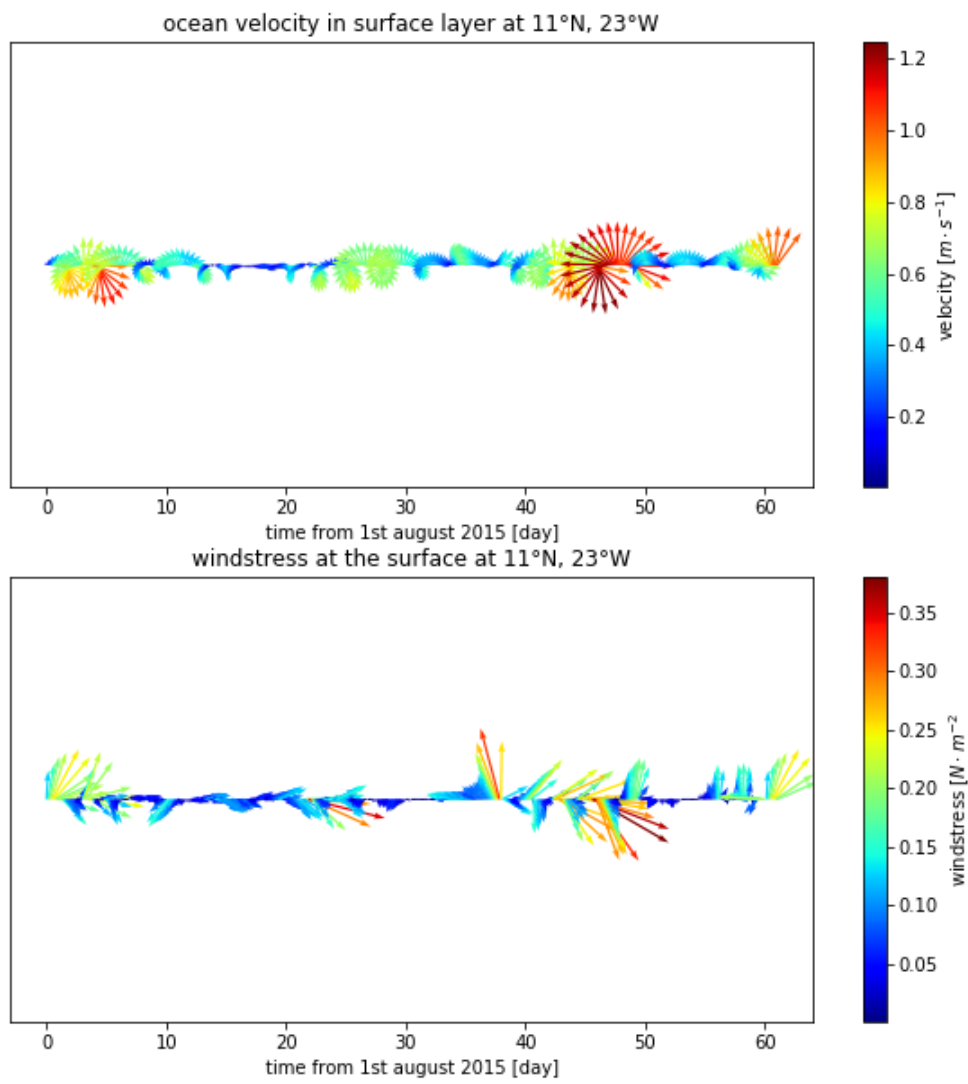 ocean velocity in surface layer at 11°N, 23°W
1.2
1.0
0.8
0.6
0.4
0.2
velocity [m · s⁻¹]
0 10 20 30 40 50 60
time from 1st august 2015 [day]
windstress at the surface at 11°N, 23°W
0.35
0.30
0.25
0.20
0.15
0.10
0.05
windstress [N · m⁻²
0 10 20 30 40 50 60
time from 1st august 2015 [day]